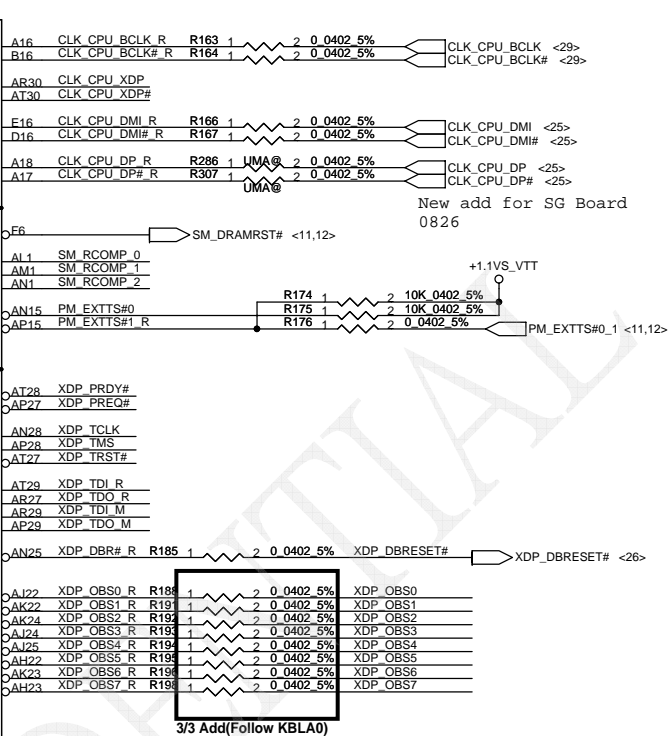 A16 CLK_CPU_BCLK_R R163 1 2 0_0402_5% CLK_CPU_BCLK <29>
B16 CLK_CPU_BCLK#_R R164 1 2 0_0402_5% CLK_CPU_BCLK# <29>
AR30 CLK_CPU_XDP
AT30 CLK_CPU_XDP#
E16 CLK_CPU_DMI_R R166 1 2 0_0402_5% CLK_CPU_DMI <25>
D16 CLK_CPU_DMI#_R R167 1 2 0_0402_5% CLK_CPU_DMI# <25>
A18 CLK_CPU_DP_R R286 1 UMA@ 2 0_0402_5% CLK_CPU_DP <25>
A17 CLK_CPU_DP#_R R307 1 UMA@ 2 0_0402_5% CLK_CPU_DP# <25>
New add for SG Board
0826
F6 SM_DRAMRST# <11,12>
AL1 SM_RCOMP_0
AM1 SM_RCOMP_1
AN1 SM_RCOMP_2
+1.1VS_VTT
R174 1 2 10K_0402_5%
AN15 PM_EXTTS#0 R175 1 2 10K_0402_5%
AP15 PM_EXTTS#1_R R176 1 2 0_0402_5% PM_EXTTS#0_1 <11,12>
AT28 XDP_PRDY#
AP27 XDP_PREQ#
AN28 XDP_TCLK
AP28 XDP_TMS
AT27 XDP_TRST#
AT29 XDP_TDI_R
AR27 XDP_TDO_R
AR29 XDP_TDI_M
AP29 XDP_TDO_M
AN25 XDP_DBR#_R R185 1 2 0_0402_5% XDP_DBRESET# XDP_DBRESET# <26>
AJ22 XDP_OBS0_R R188 1 2 0_0402_5% XDP_OBS0
AK22 XDP_OBS1_R R191 1 2 0_0402_5% XDP_OBS1
AK24 XDP_OBS2_R R192 1 2 0_0402_5% XDP_OBS2
AJ24 XDP_OBS3_R R193 1 2 0_0402_5% XDP_OBS3
AJ25 XDP_OBS4_R R194 1 2 0_0402_5% XDP_OBS4
AH22 XDP_OBS5_R R195 1 2 0_0402_5% XDP_OBS5
AK23 XDP_OBS6_R R196 1 2 0_0402_5% XDP_OBS6
AH23 XDP_OBS7_R R198 1 2 0_0402_5% XDP_OBS7
3/3 Add(Follow KBLA0)